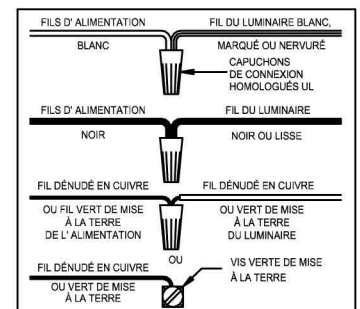 FILS D' ALIMENTATION
FIL DU LUMINAIRE BLANC,
BLANC
MARQUÉ OU NERVURÉ
CAPUCHONS
DE CONNEXION
HOMOLOGUÉS UL
FILS D' ALIMENTATION
FIL DU LUMINAIRE
NOIR
NOIR OU LISSE
FIL DÉNUDÉ EN CUIVRE
FIL DÉNUDÉ EN CUIVRE
OU FIL VERT DE MISE
À LA TERRE
DE L' ALIMENTATION
OU VERT DE MISE
À LA TERRE
DU LUMINAIRE
OU
FIL DÉNUDÉ EN CUIVRE
OU VERT DE MISE
À LA TERRE
VIS VERTE DE MISE
À LA TERRE